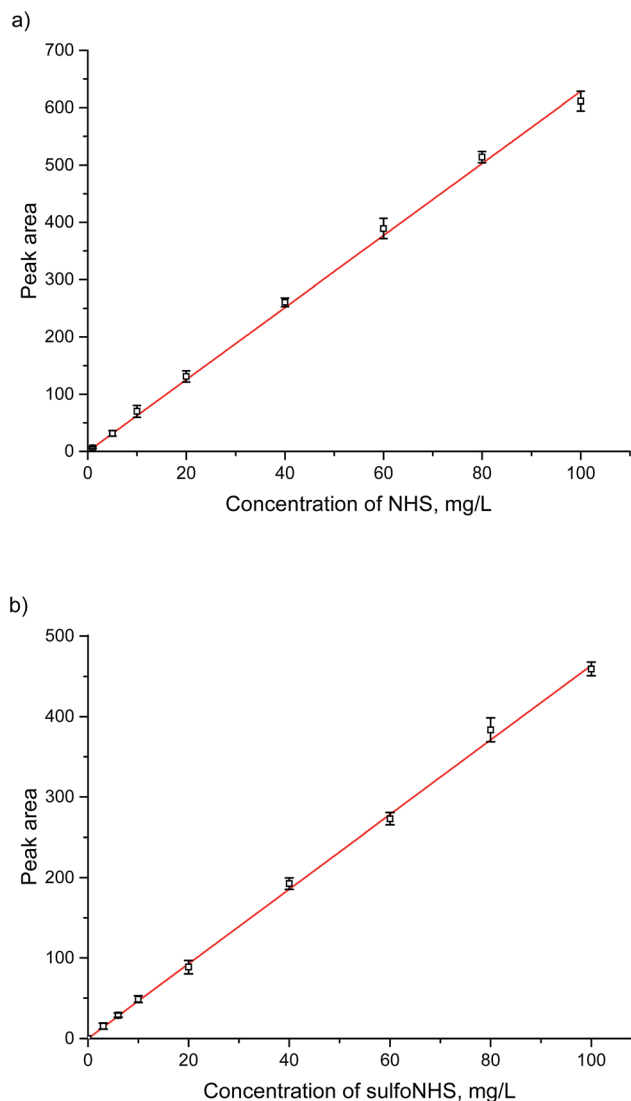 a)
700
600
500
400
300
200
100
0
0 20 40 60 80 100
Peak area
Concentration of NHS, mg/L
b)
500
400
300
200
100
0
0 20 40 60 80 100
Peak area
Concentration of sulfoNHS, mg/L